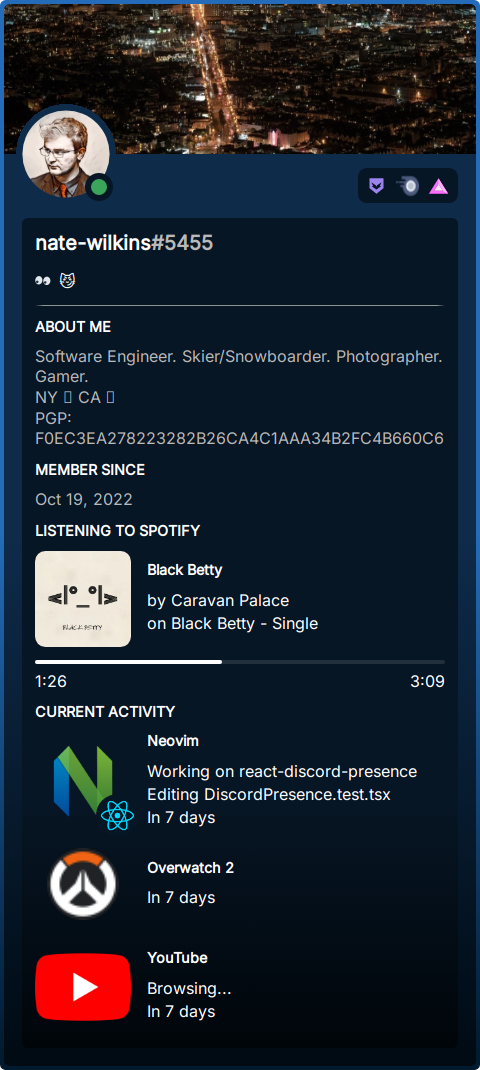 nate-wilkins#5455
👀 😼
ABOUT ME
Software Engineer. Skier/Snowboarder. Photographer.
Gamer.
NY ▯ CA ▯
PGP:
F0EC3EA278223282B26CA4C1AAA34B2FC4B660C6
MEMBER SINCE
Oct 19, 2022
LISTENING TO SPOTIFY
<|°_°|>
BLACK BETTY
Black Betty
by Caravan Palace
on Black Betty - Single
1:26 3:09
CURRENT ACTIVITY
Neovim
Working on react-discord-presence
Editing DiscordPresence.test.tsx
In 7 days
Overwatch 2
In 7 days
YouTube
Browsing...
In 7 days